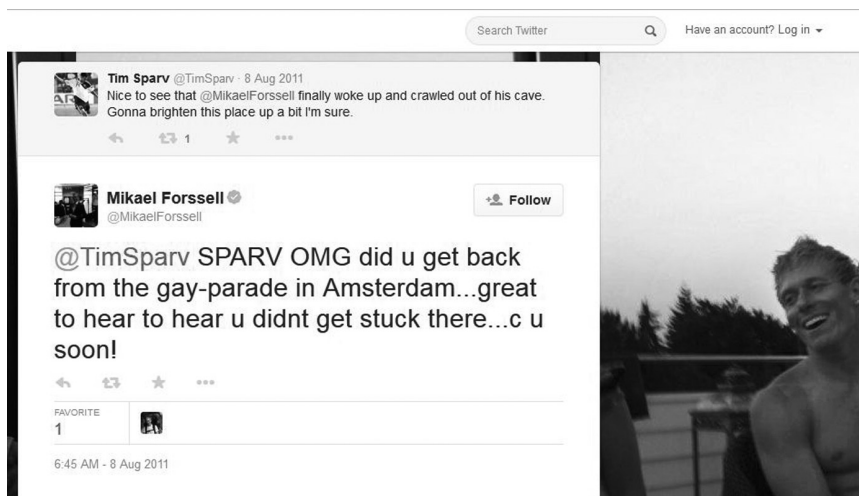 Search Twitter
Have an account? Log in
Tim Sparv @TimSparv · 8 Aug 2011
Nice to see that @MikaelForssell finally woke up and crawled out of his cave.
Gonna brighten this place up a bit I'm sure.
1
Mikael Forssell
@MikaelForssell
Follow
@TimSparv SPARV OMG did u get back
from the gay-parade in Amsterdam...great
to hear to hear u didnt get stuck there...c u
soon!
FAVORITE
1
6:45 AM - 8 Aug 2011